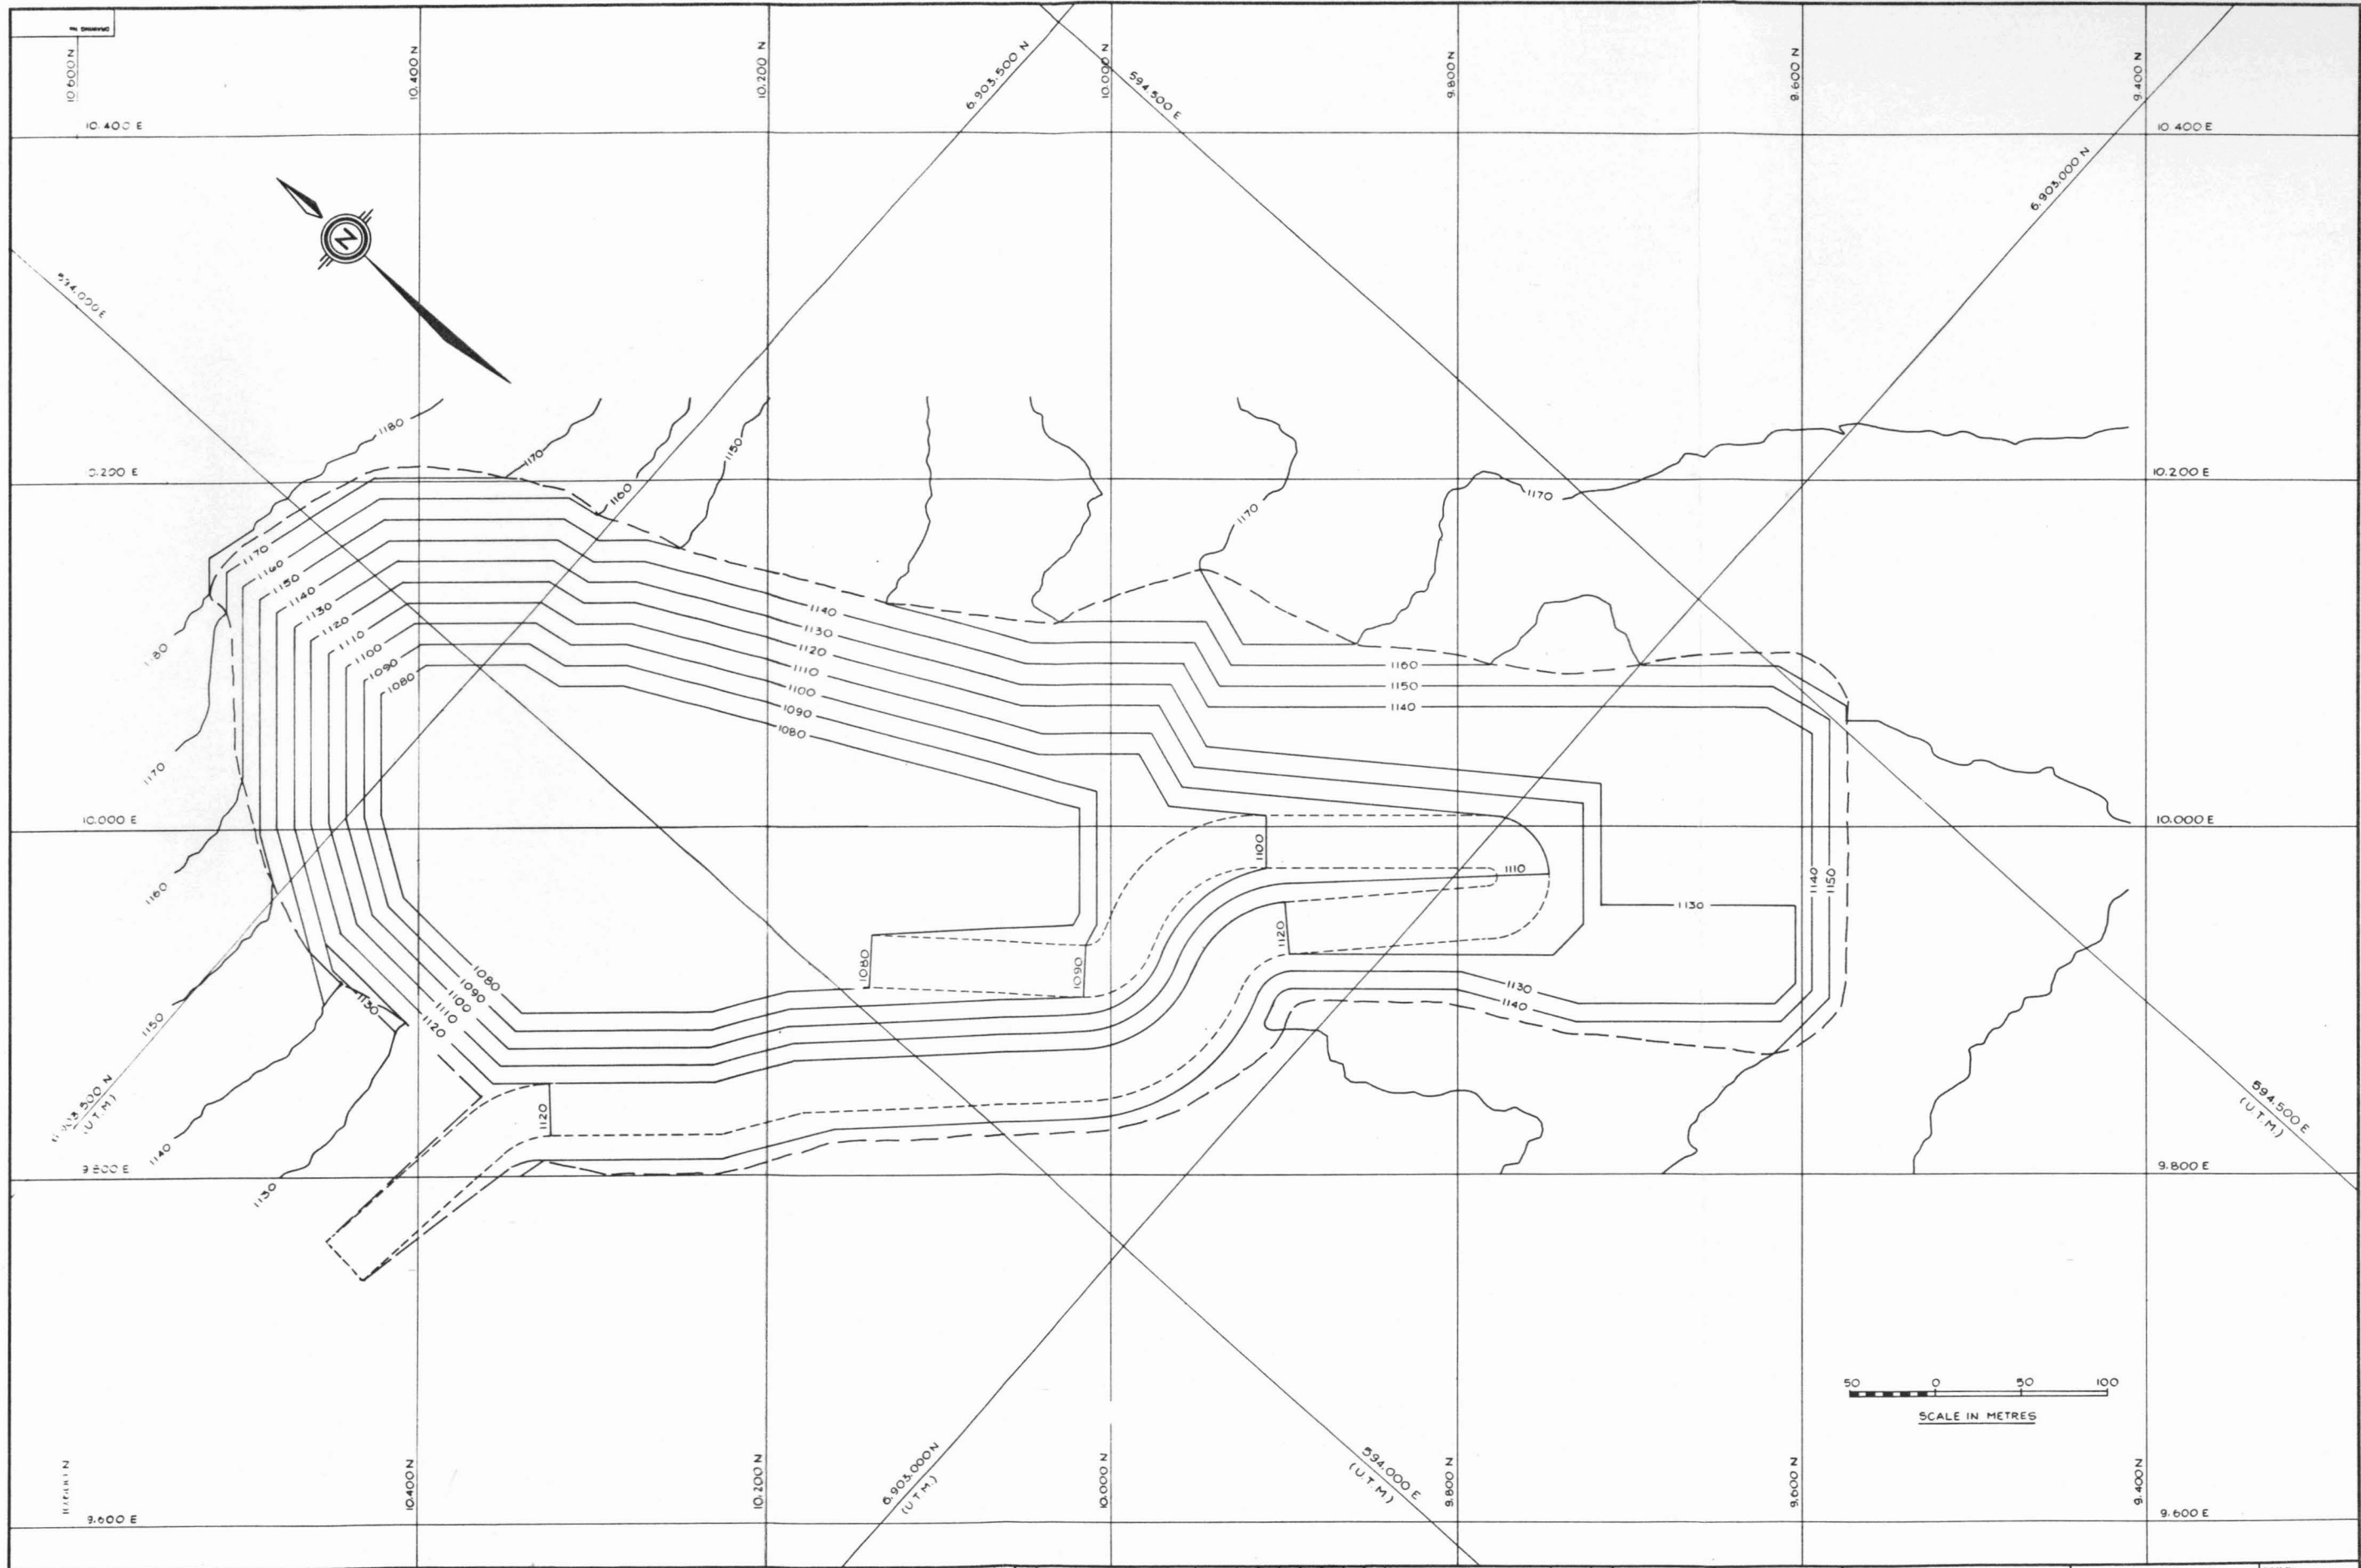 DRAWING No
10.600 N
10.400 N
10.200 N
6.903.500 N
10.000 N
594.500 E
9.800 N
9.600 N
9.400 N
10.400 E
10.400 E
6.903.000 N
N
594.000 E
1180
1170
1150
1160
1170
1170
10.200 E
10.200 E
1170
1160
1150
1140
1130
1120
1110
1100
1090
1080
1140
1130
1120
1110
1100
1090
1080
1160
1150
1140
1180
1170
1160
1150
1140
1130
10.000 E
10.000 E
1100
1110
1140
1150
1130
1120
1080
1090
1080
1090
1100
1110
1120
1130
1130
1140
1120
(U.T.M)
594.500 E
(U.T.M.)
9.800 E
9.800 E
50 0 50 100
SCALE IN METRES
10.400 N
10.200 N
6.903.000 N
(U.T.M)
10.000 N
594.000 E
(U.T.M.)
9.800 N
9.600 N
9.400 N
9.600 E
9.600 E